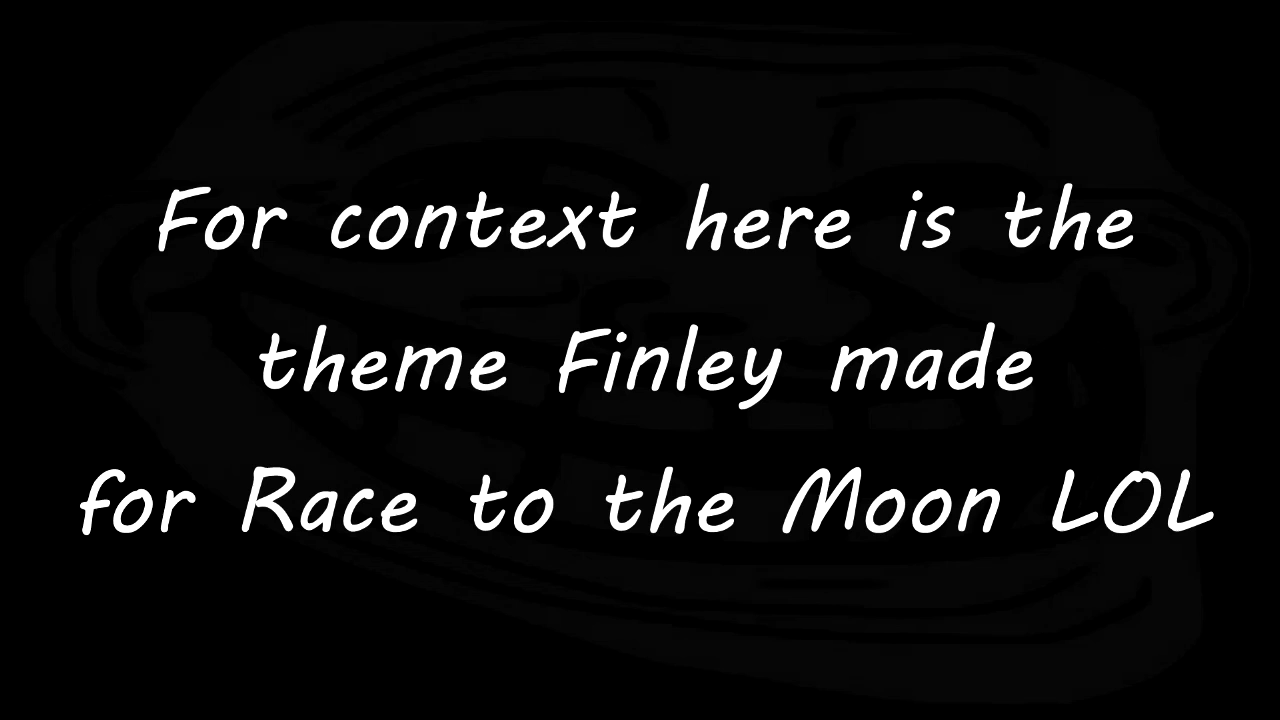 For context here is the
theme Finley made
for Race to the Moon LOL